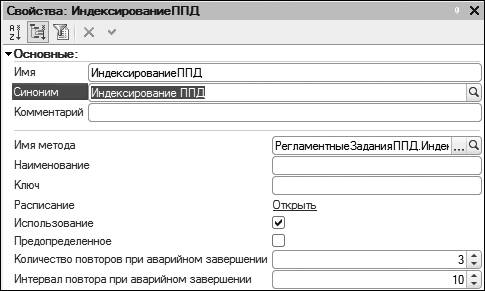 Свойства: ИндексированиеППД
Основные:
Имя ИндексированиеППД
Синоним Индексирование ППД
Комментарий
Имя метода РегламентныеЗаданияППД.Индек ...
Наименование
Ключ
Расписание Открыть
Использование
Предопределенное
Количество повторов при аварийном завершении 3
Интервал повтора при аварийном завершении 10